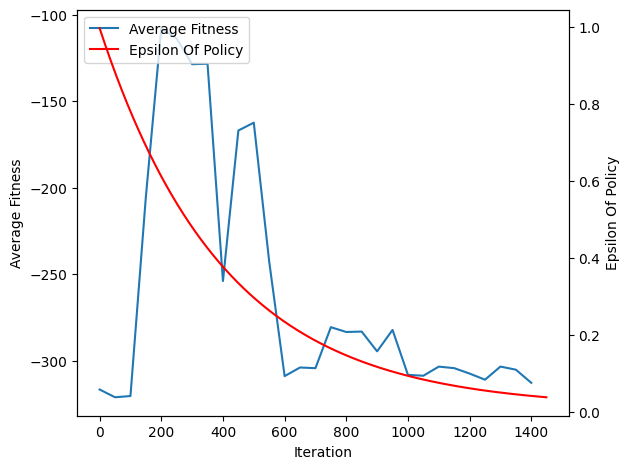 Average Fitness
Epsilon Of Policy
−100
−150
−200
−250
−300
Average Fitness
1.0
0.8
0.6
0.4
0.2
0.0
Epsilon Of Policy
0 200 400 600 800 1000 1200 1400
Iteration